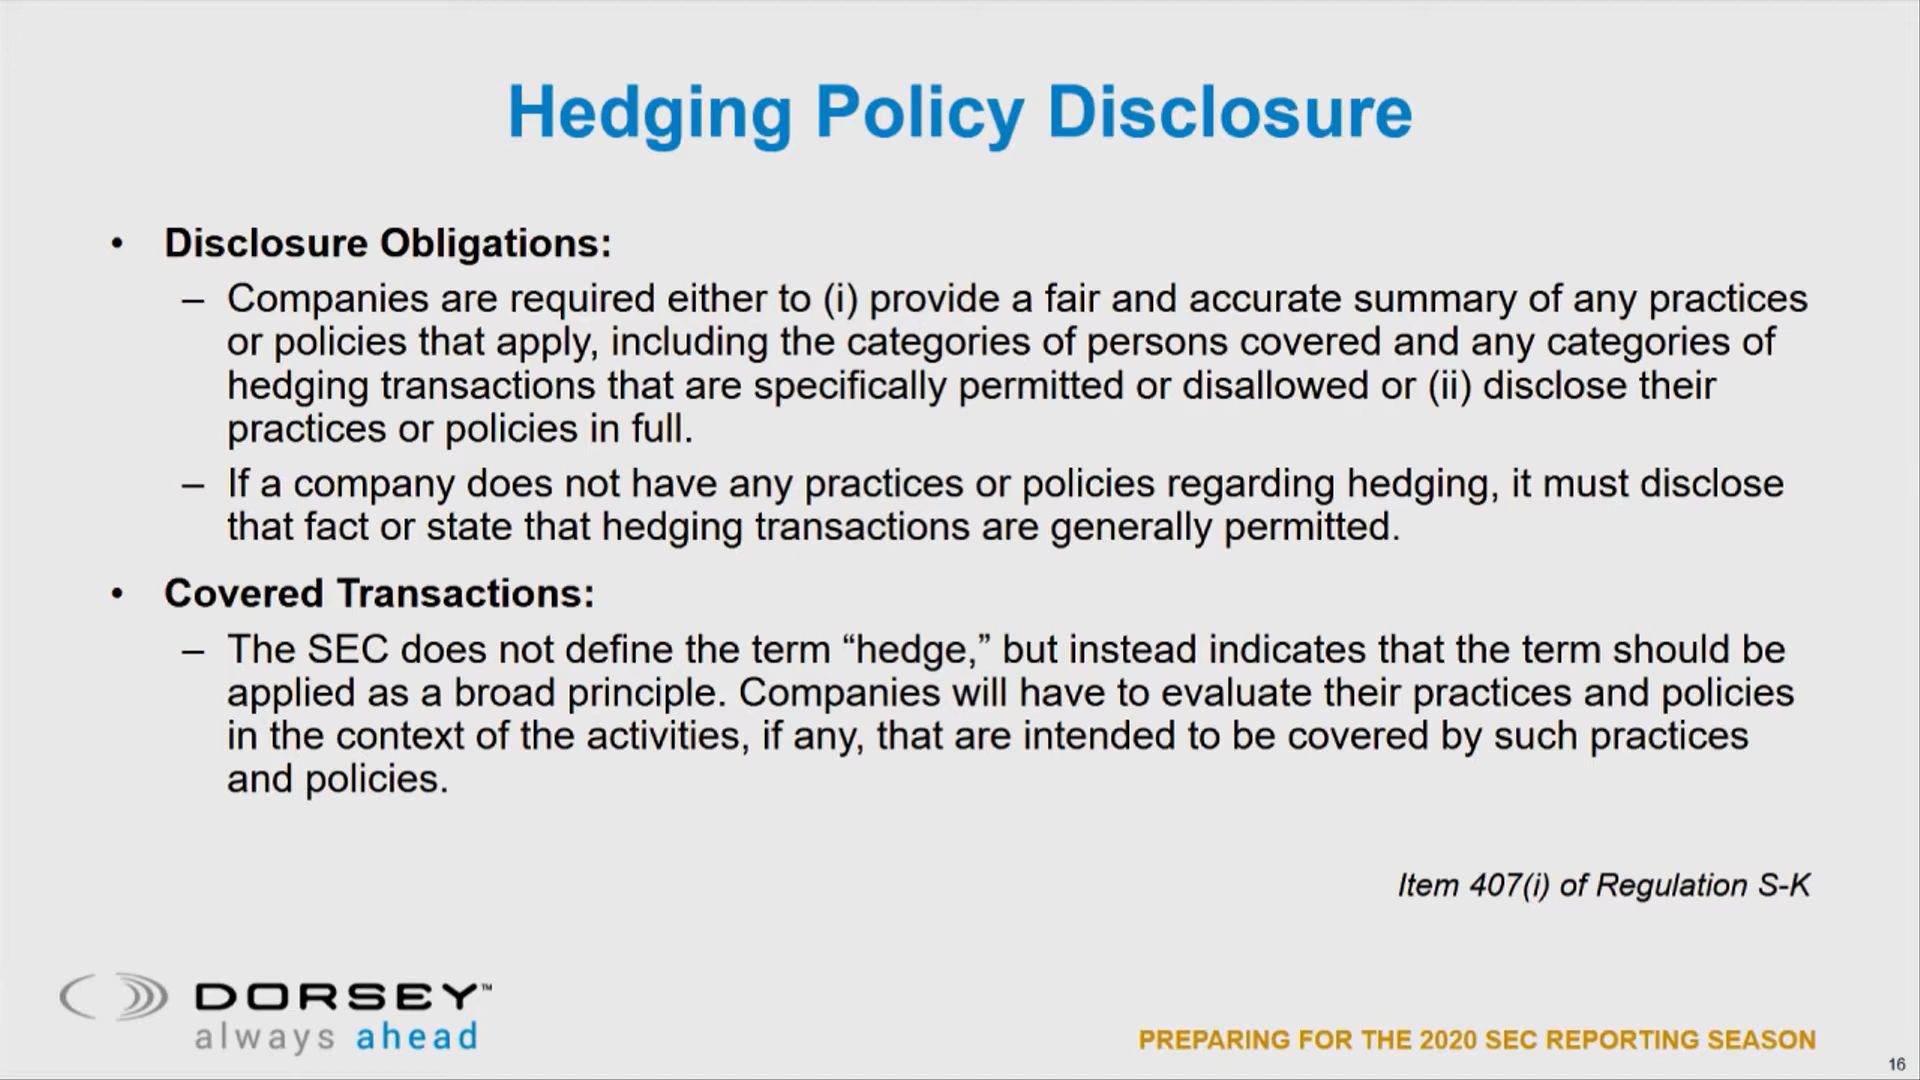 Hedging Policy Disclosure
• Disclosure Obligations:
– Companies are required either to (i) provide a fair and accurate summary of any practices
or policies that apply, including the categories of persons covered and any categories of
hedging transactions that are specifically permitted or disallowed or (ii) disclose their
practices or policies in full.
– If a company does not have any practices or policies regarding hedging, it must disclose
that fact or state that hedging transactions are generally permitted.
• Covered Transactions:
– The SEC does not define the term “hedge,” but instead indicates that the term should be
applied as a broad principle. Companies will have to evaluate their practices and policies
in the context of the activities, if any, that are intended to be covered by such practices
and policies.
Item 407(i) of Regulation S-K
DORSEY™
always ahead
PREPARING FOR THE 2020 SEC REPORTING SEASON
16